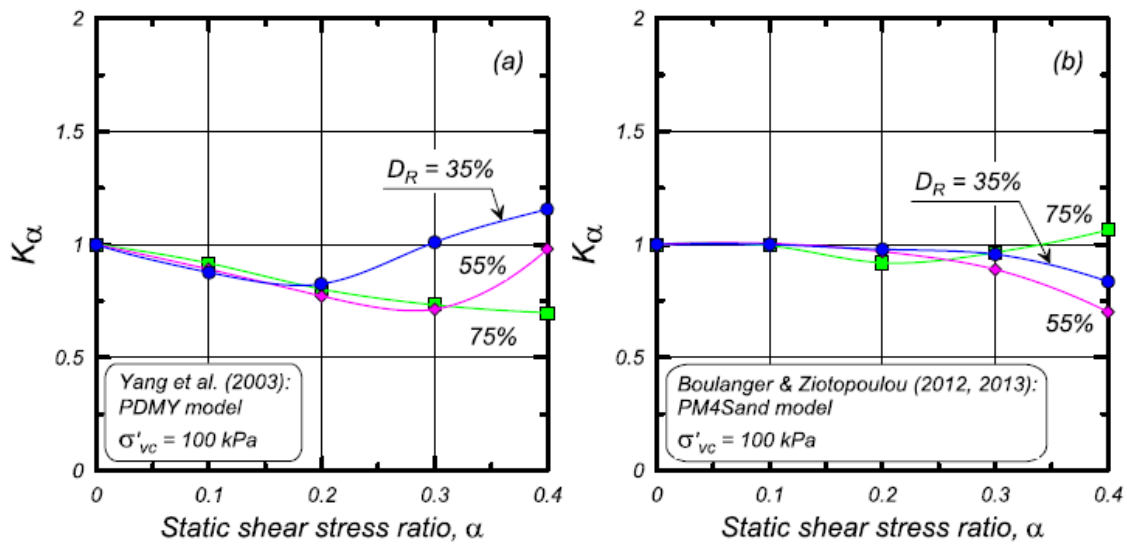 2
1.5
1
0.5
0
0
0.1
0.2
0.3
0.4
Kα
Static shear stress ratio, α
(a)
DR = 35%
55%
75%
Yang et al. (2003):
PDMY model
σ'vc = 100 kPa
2
1.5
1
0.5
0
0
0.1
0.2
0.3
0.4
Kα
Static shear stress ratio, α
(b)
DR = 35%
75%
55%
Boulanger & Ziotopoulou (2012, 2013):
PM4Sand model
σ'vc = 100 kPa